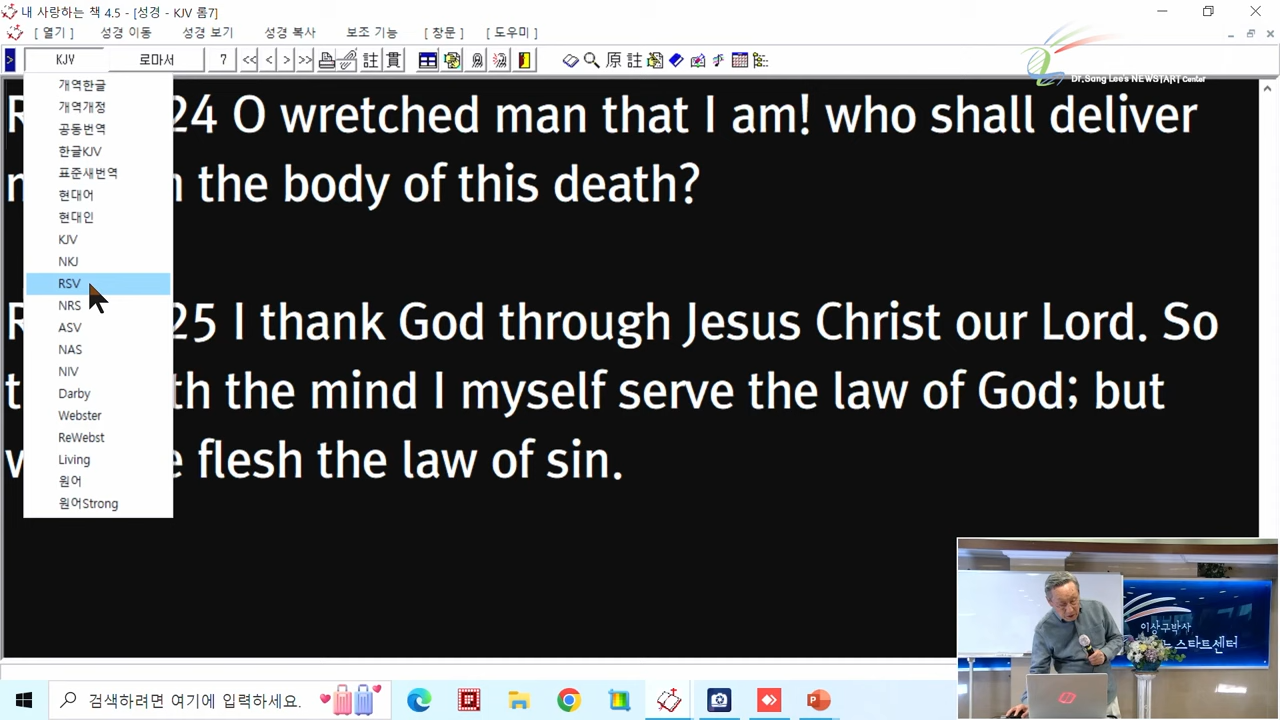 내 사랑하는 책 4.5 - [성경 - KJV 롬7]
[ 열기 ] 성경 이동 성경 보기 성경 복사 보조 기능 [ 창문 ] [ 도우미 ]
> KJV 로마서 7 << < > >> 註 貫 原 註
Dr.Sang Lee's NEWSTART Center
개역한글
개역개정
공동번역
한글KJV
표준새번역
현대어
현대인
KJV
NKJ
RSV
NRS
ASV
NAS
NIV
Darby
Webster
ReWebst
Living
원어
원어Strong
24 O wretched man that I am! who shall deliver
the body of this death?
25 I thank God through Jesus Christ our Lord. So
the mind I myself serve the law of God; but
flesh the law of sin.
이상구박사
스타트센터
검색하려면 여기에 입력하세요.